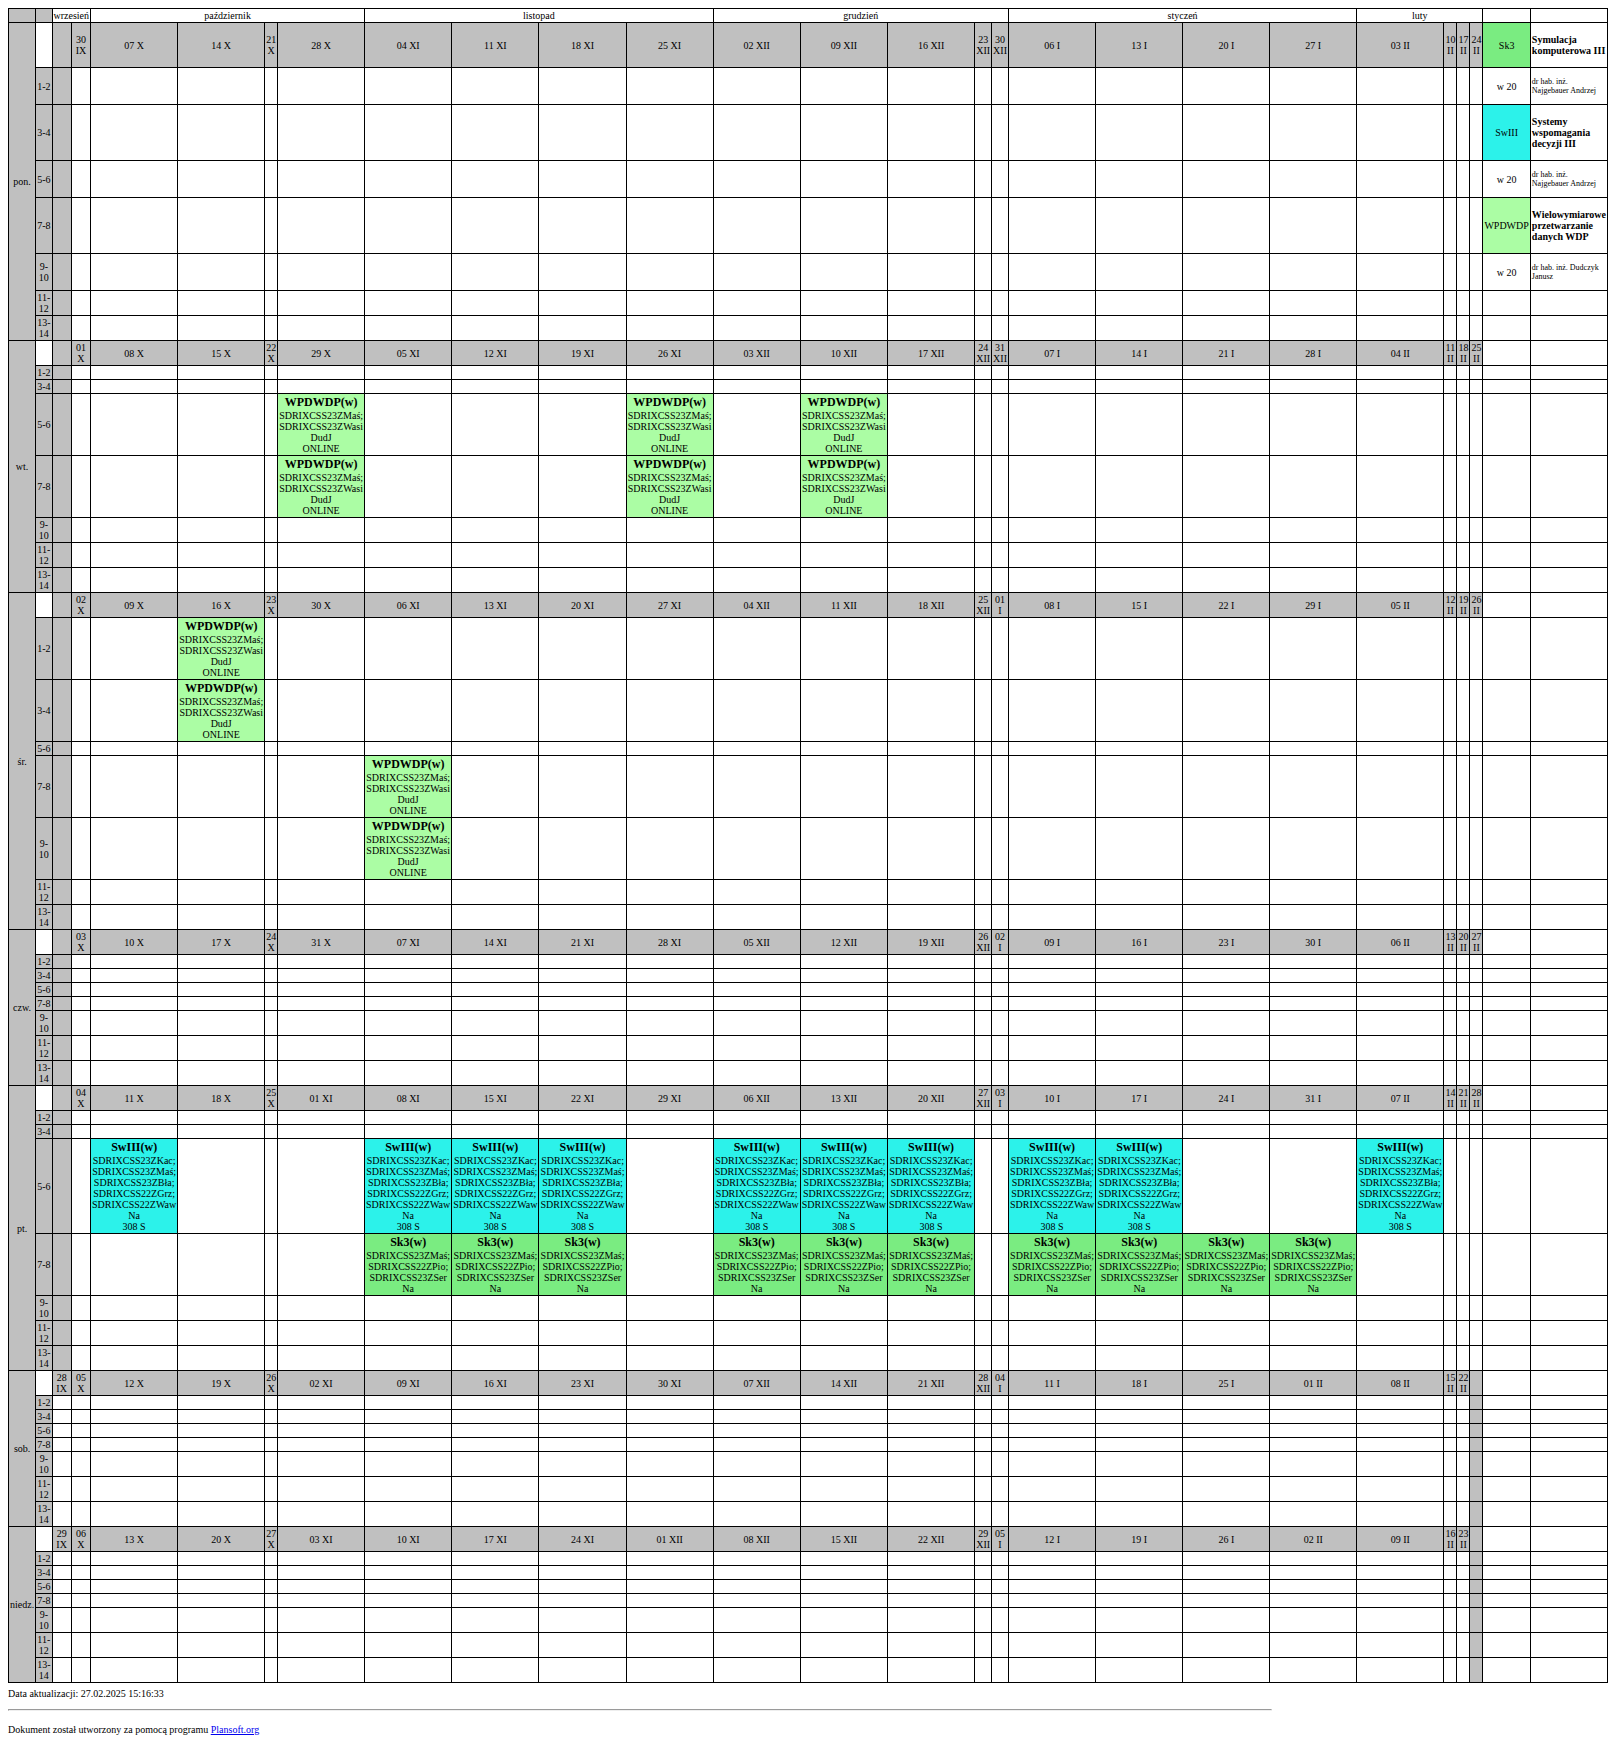 wrzesień październik listopad grudzień styczeń luty
pon. 30 IX 07 X 14 X 21 X 28 X 04 XI 11 XI 18 XI 25 XI 02 XII 09 XII 16 XII 23 XII 30 XII 06 I 13 I 20 I 27 I 03 II 10 II 17 II 24 II Sk3 Symulacja komputerowa III
1-2 w 20 dr hab. inż. Najgebauer Andrzej
3-4 SwIII Systemy wspomagania decyzji III
5-6 w 20 dr hab. inż. Najgebauer Andrzej
7-8 WPDWDP Wielowymiarowe przetwarzanie danych WDP
9-10 w 20 dr hab. inż. Dudczyk Janusz
11-12
13-14
wt. 01 X 08 X 15 X 22 X 29 X 05 XI 12 XI 19 XI 26 XI 03 XII 10 XII 17 XII 24 XII 31 XII 07 I 14 I 21 I 28 I 04 II 11 II 18 II 25 II
1-2
3-4
5-6
WPDWDP(w) WPDWDP(w) WPDWDP(w)
SDRIXCSS23ZMaś; SDRIXCSS23ZMaś; SDRIXCSS23ZMaś;
SDRIXCSS23ZWasi SDRIXCSS23ZWasi SDRIXCSS23ZWasi
DudJ DudJ DudJ
ONLINE ONLINE ONLINE
7-8
WPDWDP(w) WPDWDP(w) WPDWDP(w)
SDRIXCSS23ZMaś; SDRIXCSS23ZMaś; SDRIXCSS23ZMaś;
SDRIXCSS23ZWasi SDRIXCSS23ZWasi SDRIXCSS23ZWasi
DudJ DudJ DudJ
ONLINE ONLINE ONLINE
9-10
11-12
13-14
śr. 02 X 09 X 16 X 23 X 30 X 06 XI 13 XI 20 XI 27 XI 04 XII 11 XII 18 XII 25 XII 01 I 08 I 15 I 22 I 29 I 05 II 12 II 19 II 26 II
1-2
WPDWDP(w)
SDRIXCSS23ZMaś;
SDRIXCSS23ZWasi
DudJ
ONLINE
3-4
WPDWDP(w)
SDRIXCSS23ZMaś;
SDRIXCSS23ZWasi
DudJ
ONLINE
5-6
7-8
WPDWDP(w)
SDRIXCSS23ZMaś;
SDRIXCSS23ZWasi
DudJ
ONLINE
9-10
WPDWDP(w)
SDRIXCSS23ZMaś;
SDRIXCSS23ZWasi
DudJ
ONLINE
11-12
13-14
czw. 03 X 10 X 17 X 24 X 31 X 07 XI 14 XI 21 XI 28 XI 05 XII 12 XII 19 XII 26 XII 02 I 09 I 16 I 23 I 30 I 06 II 13 II 20 II 27 II
1-2
3-4
5-6
7-8
9-10
11-12
13-14
pt. 04 X 11 X 18 X 25 X 01 XI 08 XI 15 XI 22 XI 29 XI 06 XII 13 XII 20 XII 27 XII 03 I 10 I 17 I 24 I 31 I 07 II 14 II 21 II 28 II
1-2
3-4
5-6
SwIII(w) SwIII(w) SwIII(w) SwIII(w) SwIII(w) SwIII(w) SwIII(w) SwIII(w) SwIII(w) SwIII(w)
SDRIXCSS23ZKac; SDRIXCSS23ZKac; SDRIXCSS23ZKac; SDRIXCSS23ZKac; SDRIXCSS23ZKac; SDRIXCSS23ZKac; SDRIXCSS23ZKac; SDRIXCSS23ZKac; SDRIXCSS23ZKac; SDRIXCSS23ZKac;
SDRIXCSS23ZMaś; SDRIXCSS23ZMaś; SDRIXCSS23ZMaś; SDRIXCSS23ZMaś; SDRIXCSS23ZMaś; SDRIXCSS23ZMaś; SDRIXCSS23ZMaś; SDRIXCSS23ZMaś; SDRIXCSS23ZMaś; SDRIXCSS23ZMaś;
SDRIXCSS23ZBła; SDRIXCSS23ZBła; SDRIXCSS23ZBła; SDRIXCSS23ZBła; SDRIXCSS23ZBła; SDRIXCSS23ZBła; SDRIXCSS23ZBła; SDRIXCSS23ZBła; SDRIXCSS23ZBła; SDRIXCSS23ZBła;
SDRIXCSS22ZGrz; SDRIXCSS22ZGrz; SDRIXCSS22ZGrz; SDRIXCSS22ZGrz; SDRIXCSS22ZGrz; SDRIXCSS22ZGrz; SDRIXCSS22ZGrz; SDRIXCSS22ZGrz; SDRIXCSS22ZGrz; SDRIXCSS22ZGrz;
SDRIXCSS22ZWaw SDRIXCSS22ZWaw SDRIXCSS22ZWaw SDRIXCSS22ZWaw SDRIXCSS22ZWaw SDRIXCSS22ZWaw SDRIXCSS22ZWaw SDRIXCSS22ZWaw SDRIXCSS22ZWaw SDRIXCSS22ZWaw
Na Na Na Na Na Na Na Na Na Na
308 S 308 S 308 S 308 S 308 S 308 S 308 S 308 S 308 S 308 S
7-8
Sk3(w) Sk3(w) Sk3(w) Sk3(w) Sk3(w) Sk3(w) Sk3(w) Sk3(w) Sk3(w) Sk3(w)
SDRIXCSS23ZMaś; SDRIXCSS23ZMaś; SDRIXCSS23ZMaś; SDRIXCSS23ZMaś; SDRIXCSS23ZMaś; SDRIXCSS23ZMaś; SDRIXCSS23ZMaś; SDRIXCSS23ZMaś; SDRIXCSS23ZMaś; SDRIXCSS23ZMaś;
SDRIXCSS22ZPio; SDRIXCSS22ZPio; SDRIXCSS22ZPio; SDRIXCSS22ZPio; SDRIXCSS22ZPio; SDRIXCSS22ZPio; SDRIXCSS22ZPio; SDRIXCSS22ZPio; SDRIXCSS22ZPio; SDRIXCSS22ZPio;
SDRIXCSS23ZSer SDRIXCSS23ZSer SDRIXCSS23ZSer SDRIXCSS23ZSer SDRIXCSS23ZSer SDRIXCSS23ZSer SDRIXCSS23ZSer SDRIXCSS23ZSer SDRIXCSS23ZSer SDRIXCSS23ZSer
Na Na Na Na Na Na Na Na Na Na
9-10
11-12
13-14
sob. 28 IX 05 X 12 X 19 X 26 X 02 XI 09 XI 16 XI 23 XI 30 XI 07 XII 14 XII 21 XII 28 XII 04 I 11 I 18 I 25 I 01 II 08 II 15 II 22 II
1-2
3-4
5-6
7-8
9-10
11-12
13-14
niedz. 29 IX 06 X 13 X 20 X 27 X 03 XI 10 XI 17 XI 24 XI 01 XII 08 XII 15 XII 22 XII 29 XII 05 I 12 I 19 I 26 I 02 II 09 II 16 II 23 II
1-2
3-4
5-6
7-8
9-10
11-12
13-14
Data aktualizacji: 27.02.2025 15:16:33
Dokument został utworzony za pomocą programu Plansoft.org